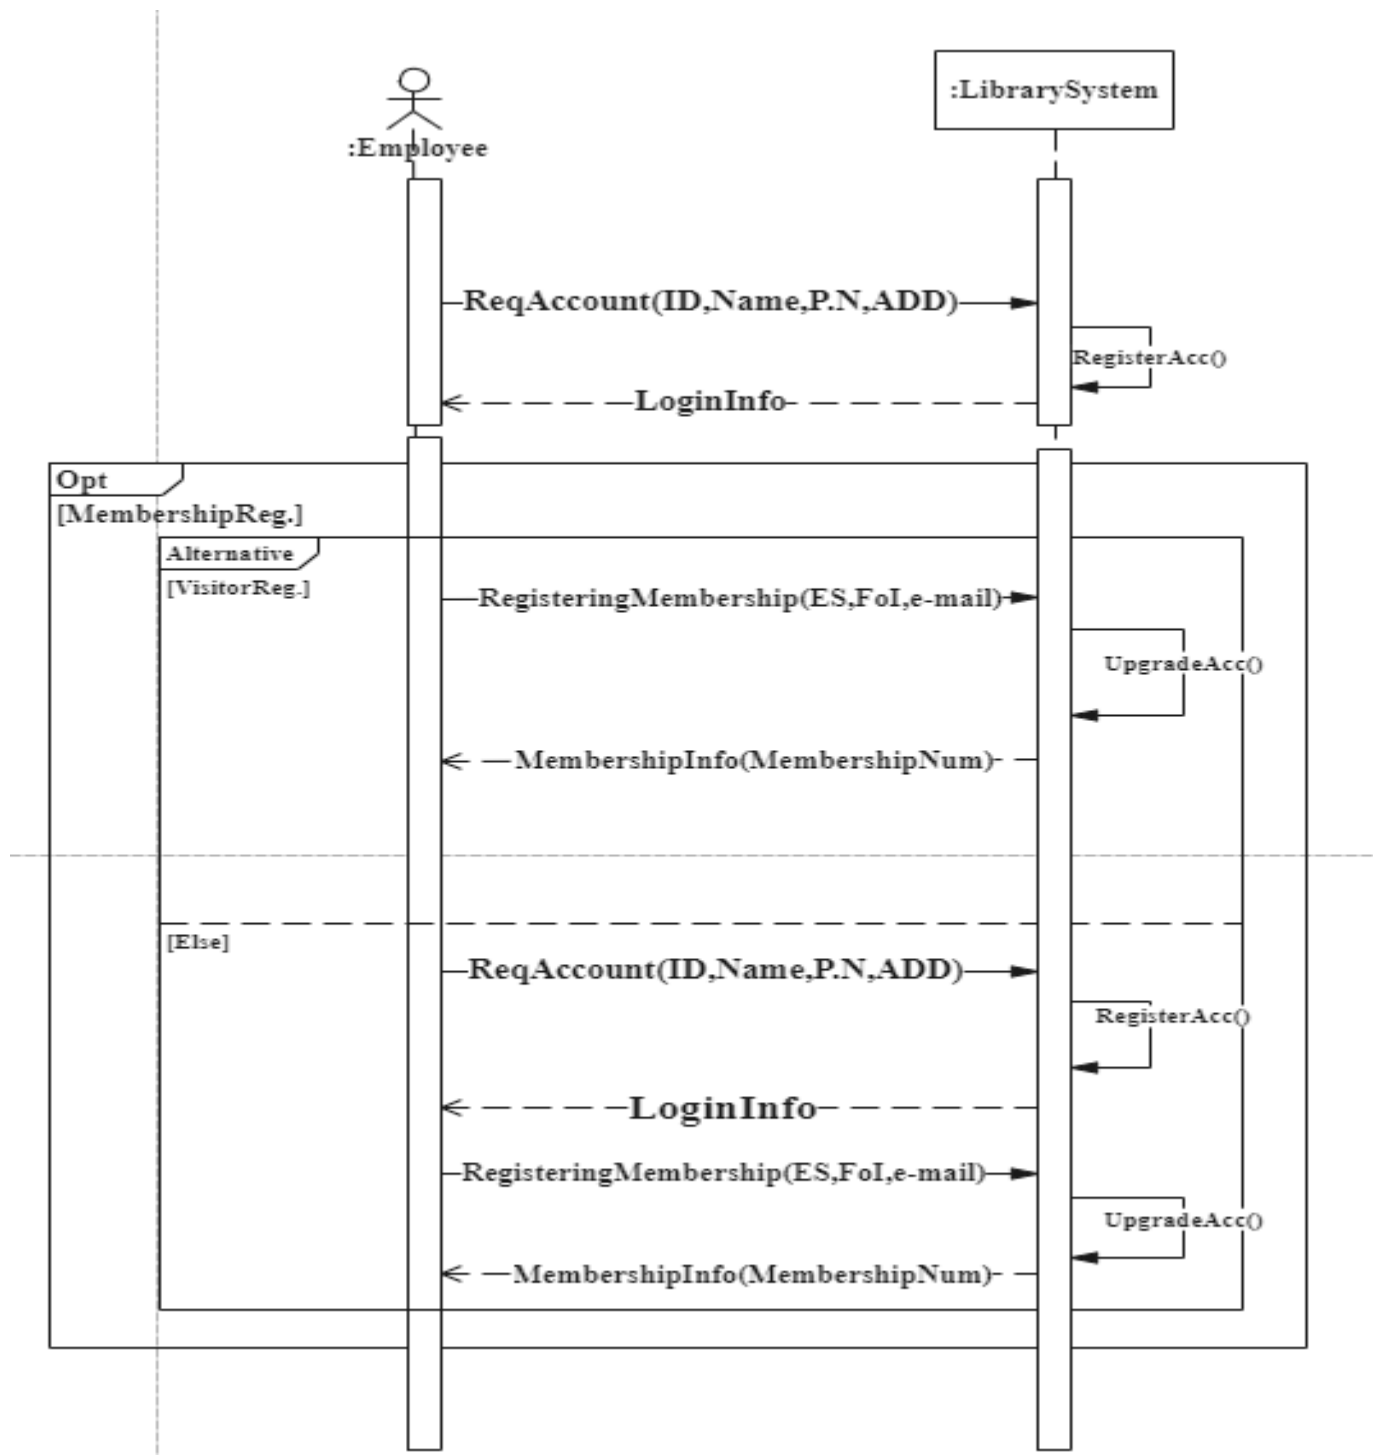 :LibrarySystem
:Employee
ReqAccount(ID,Name,P.N,ADD)
RegisterAcc()
LoginInfo
Opt
[MembershipReg.]
Alternative
[VisitorReg.]
RegisteringMembership(ES,FoI,e-mail)
UpgradeAcc()
MembershipInfo(MembershipNum)
[Else]
ReqAccount(ID,Name,P.N,ADD)
RegisterAcc()
LoginInfo
RegisteringMembership(ES,FoI,e-mail)
UpgradeAcc()
MembershipInfo(MembershipNum)